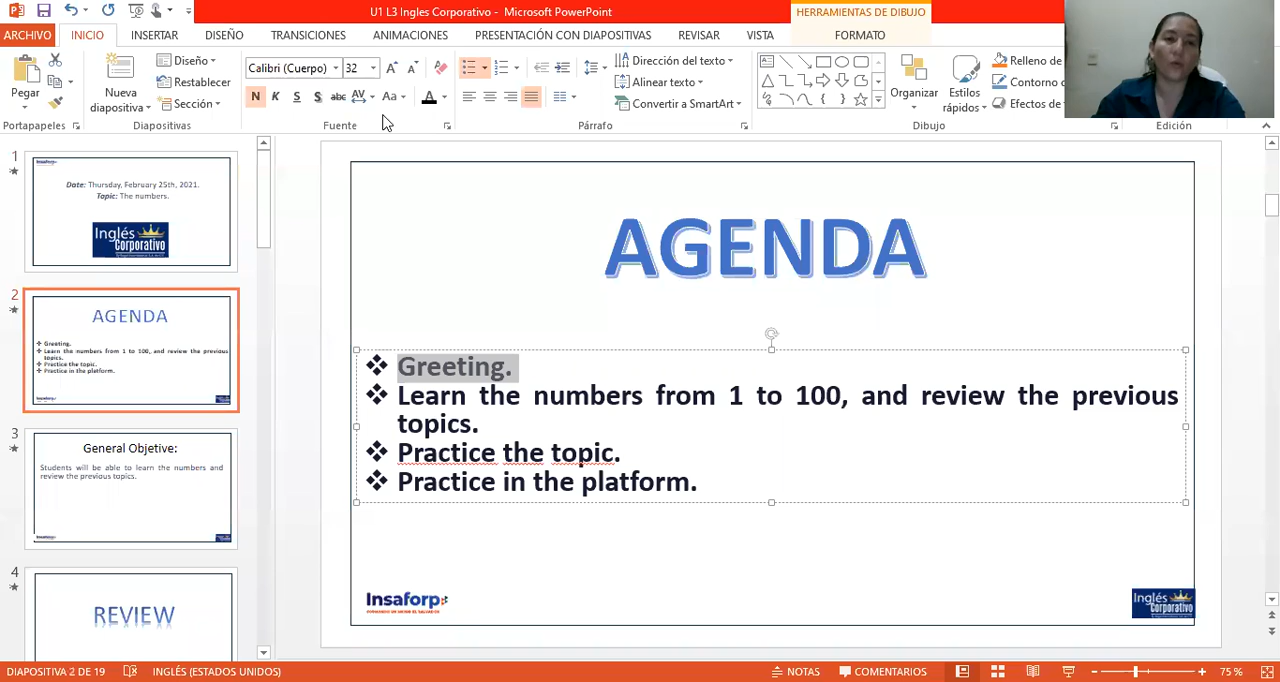 U1 L3 Ingles Corporativo - Microsoft PowerPoint
HERRAMIENTAS DE DIBUJO
ARCHIVO INICIO INSERTAR DISEÑO TRANSICIONES ANIMACIONES PRESENTACIÓN CON DIAPOSITIVAS REVISAR VISTA FORMATO
Pegar
Portapapeles
Nueva diapositiva
Diseño
Restablecer
Sección
Diapositivas
Calibri (Cuerpo) 32
N K S S abc AV Aa A
Fuente
Dirección del texto
Alinear texto
Convertir a SmartArt
Párrafo
Organizar
Estilos rápidos
Relleno de
Contorno
Efectos de
Dibujo
Edición
1
Date: Thursday, February 25th, 2021.
Topic: The numbers.
Inglés
Corporativo
2
AGENDA
Greeting.
Learn the numbers from 1 to 100, and review the previous
topics.
Practice the topic.
Practice in the platform.
3
General Objetive:
Students will be able to learn the numbers and
review the previous topics.
4
REVIEW
AGENDA
Greeting.
Learn the numbers from 1 to 100, and review the previous
topics.
Practice the topic.
Practice in the platform.
Insaforp
Inglés
Corporativo
DIAPOSITIVA 2 DE 19 INGLÉS (ESTADOS UNIDOS) NOTAS COMENTARIOS 75 %